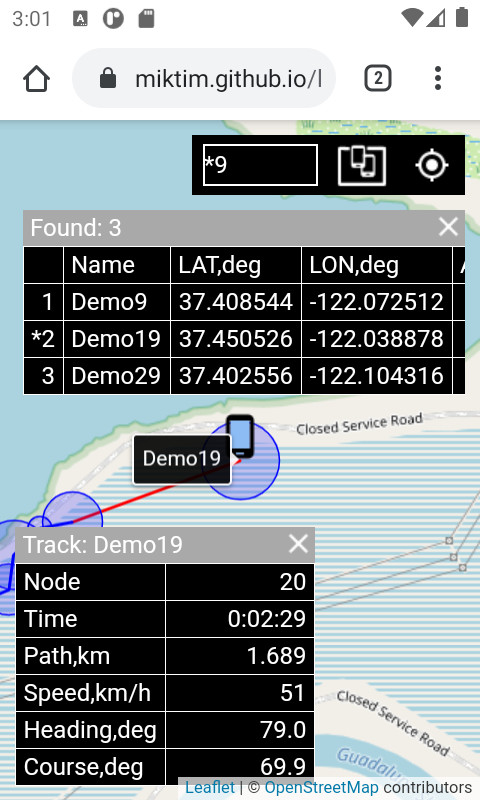 3:01
miktim.github.io/l
2
*9
Found: 3
Name LAT,deg LON,deg
1 Demo9 37.408544 -122.072512
*2 Demo19 37.450526 -122.038878
3 Demo29 37.402556 -122.104316
Closed Service Road
Demo19
Track: Demo19
Node 20
Time 0:02:29
Path,km 1.689
Speed,km/h 51
Heading,deg 79.0
Course,deg 69.9
Closed Service Road
Leaflet | © OpenStreetMap contributors